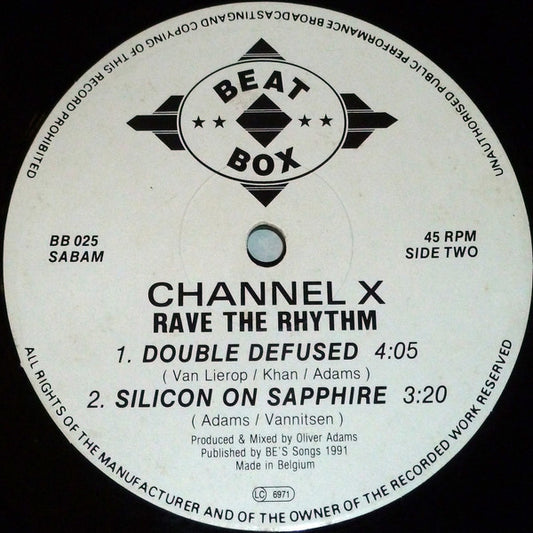 UNAUTHORISED PUBLIC PERFORMANCE BROADCASTING AND COPYING OF THIS RECORD PROHIBITED
BEAT
★★ ★★
BOX
BB 025
SABAM
45 RPM
SIDE TWO
CHANNEL X
RAVE THE RHYTHM
1. DOUBLE DEFUSED 4:05
( Van Lierop / Khan / Adams )
2. SILICON ON SAPPHIRE 3:20
( Adams / Vannitsen )
Produced & Mixed by Oliver Adams
Published by BE'S Songs 1991
Made in Belgium
LC 6971
ALL RIGHTS OF THE MANUFACTURER AND OF THE OWNER OF THE RECORDED WORK RESERVED